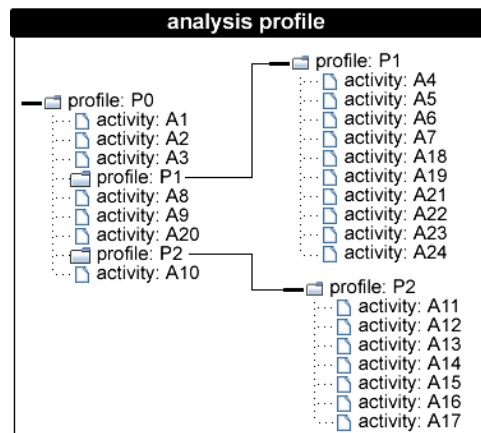 analysis profile
profile: P0
activity: A1
activity: A2
activity: A3
profile: P1
activity: A8
activity: A9
activity: A20
profile: P2
activity: A10
profile: P1
activity: A4
activity: A5
activity: A6
activity: A7
activity: A18
activity: A19
activity: A21
activity: A22
activity: A23
activity: A24
profile: P2
activity: A11
activity: A12
activity: A13
activity: A14
activity: A15
activity: A16
activity: A17